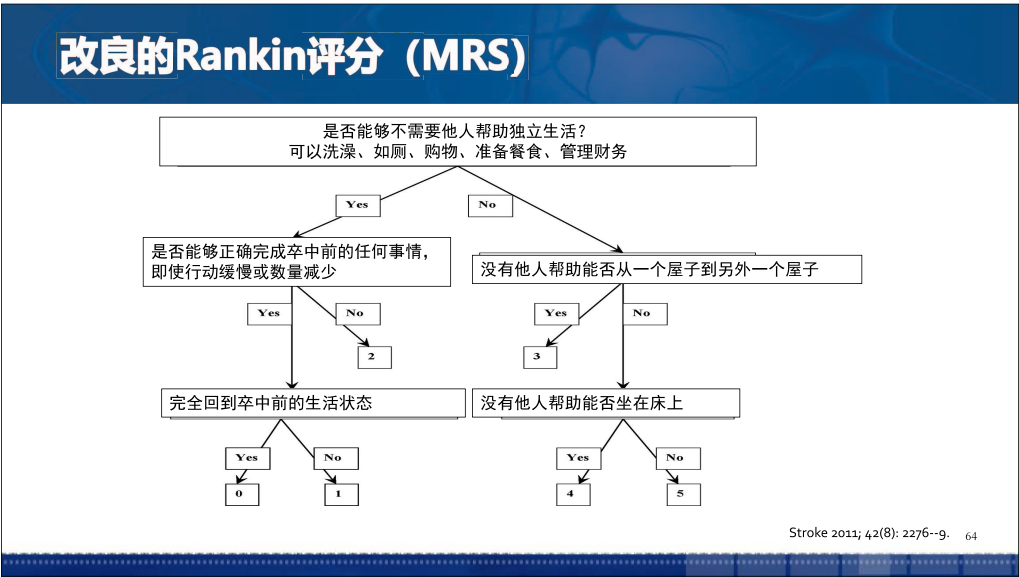 改良的Rankin评分（MRS）
是否能够不需要他人帮助独立生活？
可以洗澡、如厕、购物、准备餐食、管理财务
Yes
No
是否能够正确完成卒中前的任何事情，
即使行动缓慢或数量减少
没有他人帮助能否从一个屋子到另外一个屋子
Yes
No
Yes
No
2
3
完全回到卒中前的生活状态
没有他人帮助能否坐在床上
Yes
No
Yes
No
0
1
4
5
Stroke 2011; 42(8): 2276--9.
64